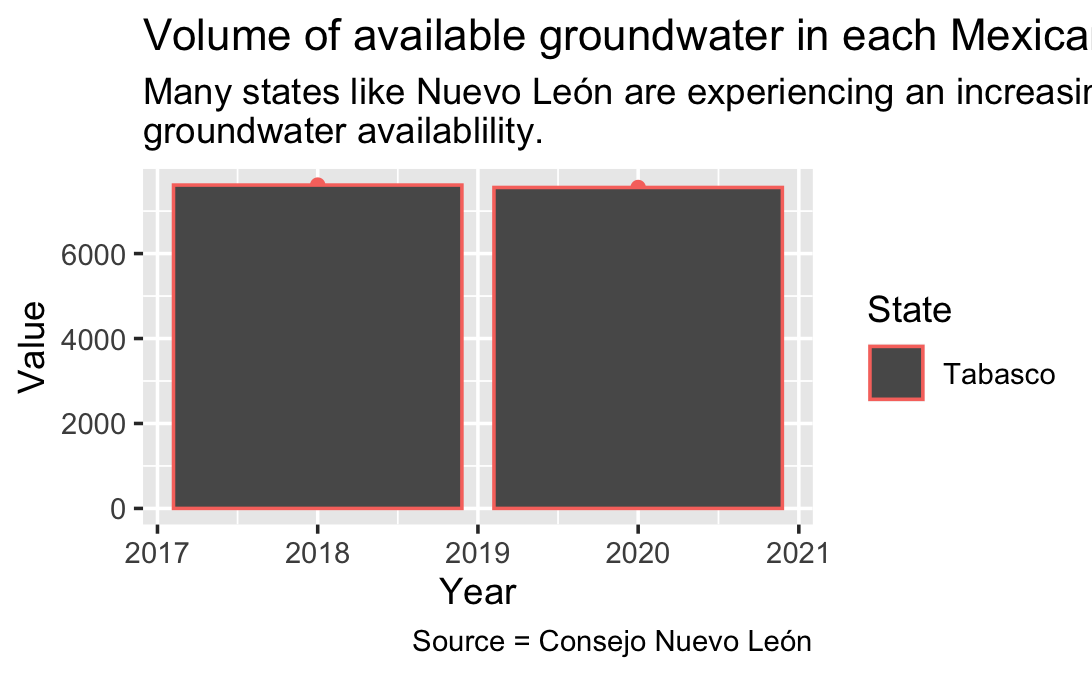 Volume of available groundwater in each Mexica
Many states like Nuevo León are experiencing an increasin
groundwater availablility.
6000
4000
2000
0
Value
2017 2018 2019 2020 2021
Year
State
Tabasco
Source = Consejo Nuevo León